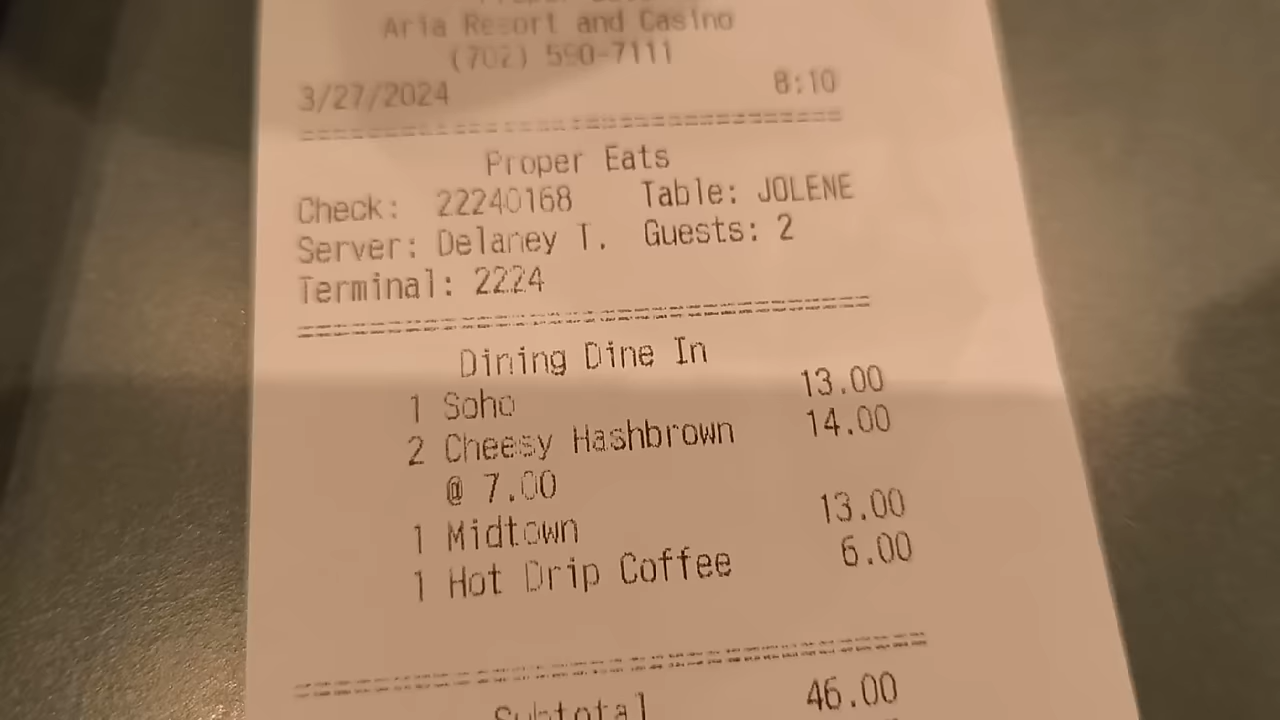 Aria Resort and Casino
(702) 590-7111
3/27/2024 8:10
Proper Eats
Check: 22240168 Table: JOLENE
Server: Delaney T. Guests: 2
Terminal: 2224
Dining Dine In
1 Soho 13.00
2 Cheesy Hashbrown 14.00
@ 7.00
1 Midtown 13.00
1 Hot Drip Coffee 6.00
Subtotal 46.00